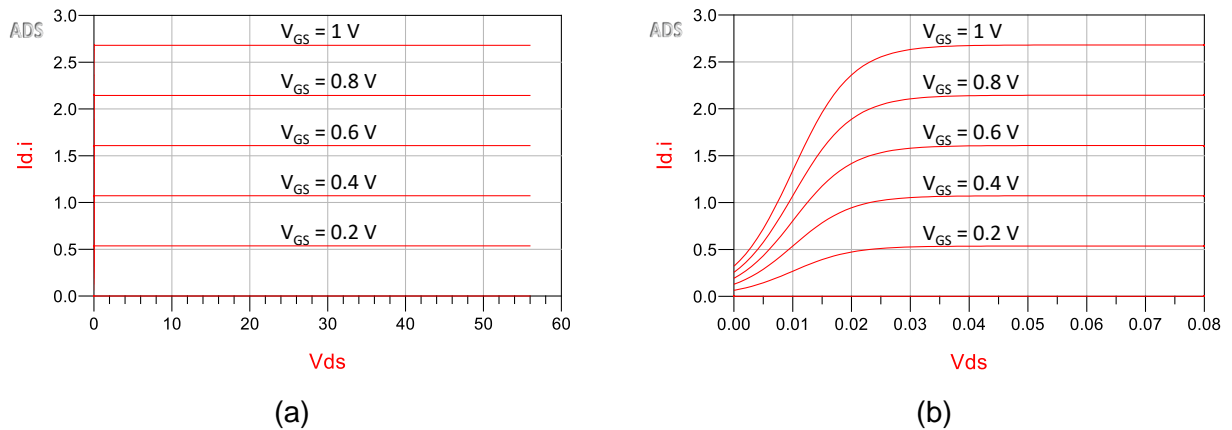 ADS
3.0
2.5
2.0
1.5
1.0
0.5
0.0
Id.i
V_GS = 1 V
V_GS = 0.8 V
V_GS = 0.6 V
V_GS = 0.4 V
V_GS = 0.2 V
0 10 20 30 40 50 60
Vds
(a)
ADS
3.0
2.5
2.0
1.5
1.0
0.5
0.0
Id.i
V_GS = 1 V
V_GS = 0.8 V
V_GS = 0.6 V
V_GS = 0.4 V
V_GS = 0.2 V
0.00 0.01 0.02 0.03 0.04 0.05 0.06 0.07 0.08
Vds
(b)